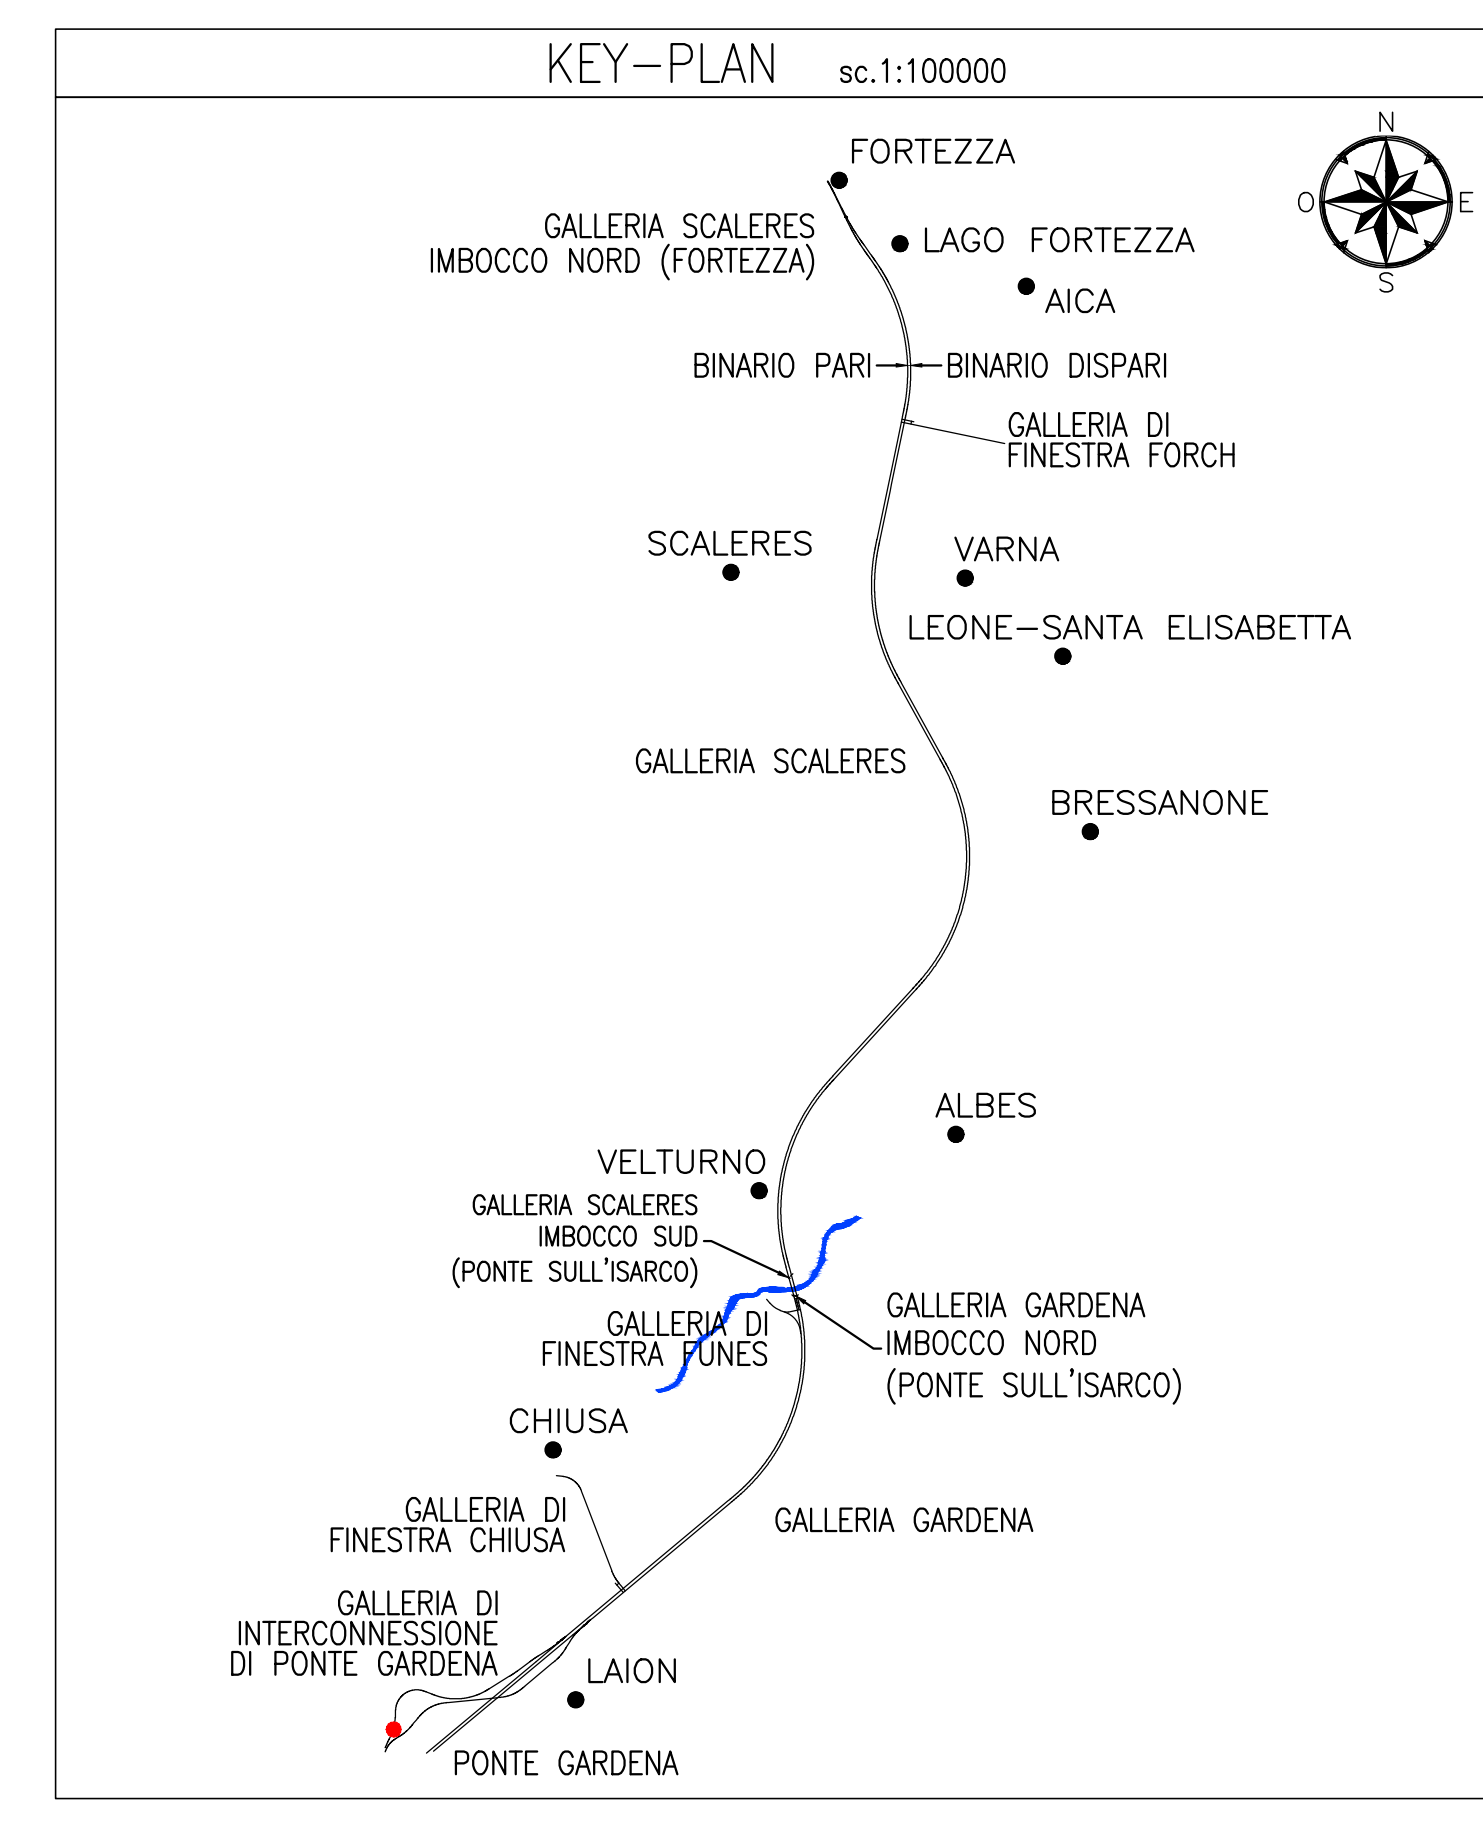 KEY-PLAN sc.1:100000
N
O
E
S
FORTEZZA
GALLERIA SCALERES
IMBOCCO NORD (FORTEZZA)
LAGO FORTEZZA
AICA
BINARIO PARI
BINARIO DISPARI
GALLERIA DI
FINESTRA FORCH
SCALERES
VARNA
LEONE-SANTA ELISABETTA
GALLERIA SCALERES
BRESSANONE
ALBES
VELTURNO
GALLERIA SCALERES
IMBOCCO SUD
(PONTE SULL'ISARCO)
GALLERIA DI
FINESTRA FUNES
GALLERIA GARDENA
IMBOCCO NORD
(PONTE SULL'ISARCO)
CHIUSA
GALLERIA DI
FINESTRA CHIUSA
GALLERIA GARDENA
GALLERIA DI
INTERCONNESSIONE
DI PONTE GARDENA
LAION
PONTE GARDENA